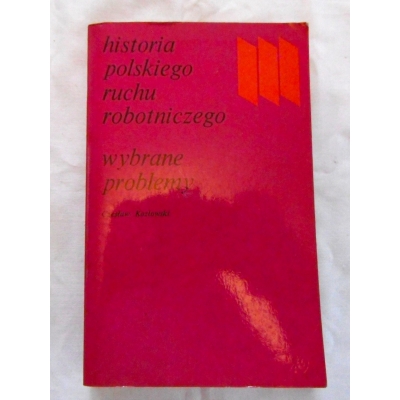 historia
polskiego
ruchu
robotniczego
wybrane
problemy